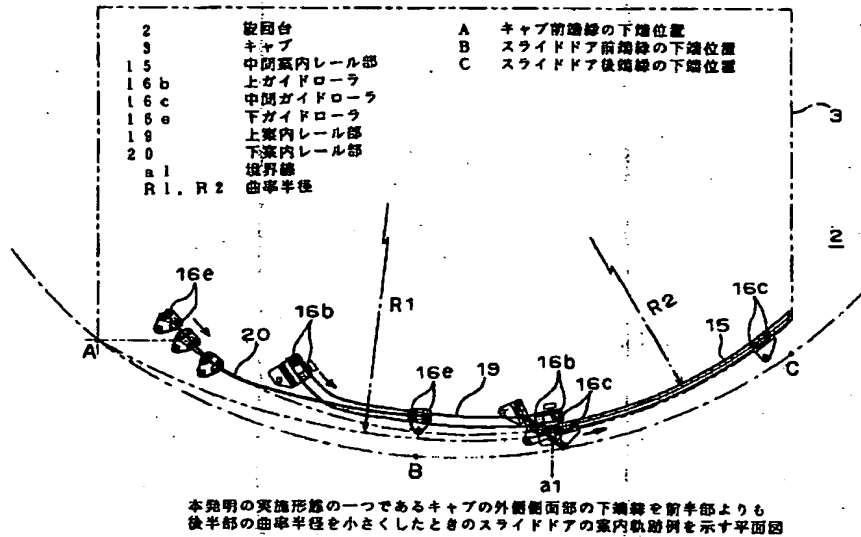 2 旋回台
3 キャブ
15 中間案内レール部
16b 上ガイドローラ
16c 中間ガイドローラ
16e 下ガイドローラ
19 上案内レール部
20 下案内レール部
a1 境界線
R1, R2 曲率半径
A キャブ前端縁の下端位置
B スライドドア前端縁の下端位置
C スライドドア後端縁の下端位置
3
2
16e
16b
R1
R2
16c
15
A
20
16e
19
16b
16c
C
B
a1
本発明の実施形態の一つであるキャブの外側側面部の下端縁を前半部よりも
後半部の曲率半径を小さくしたときのスライドドアの案内軌跡例を示す平面図